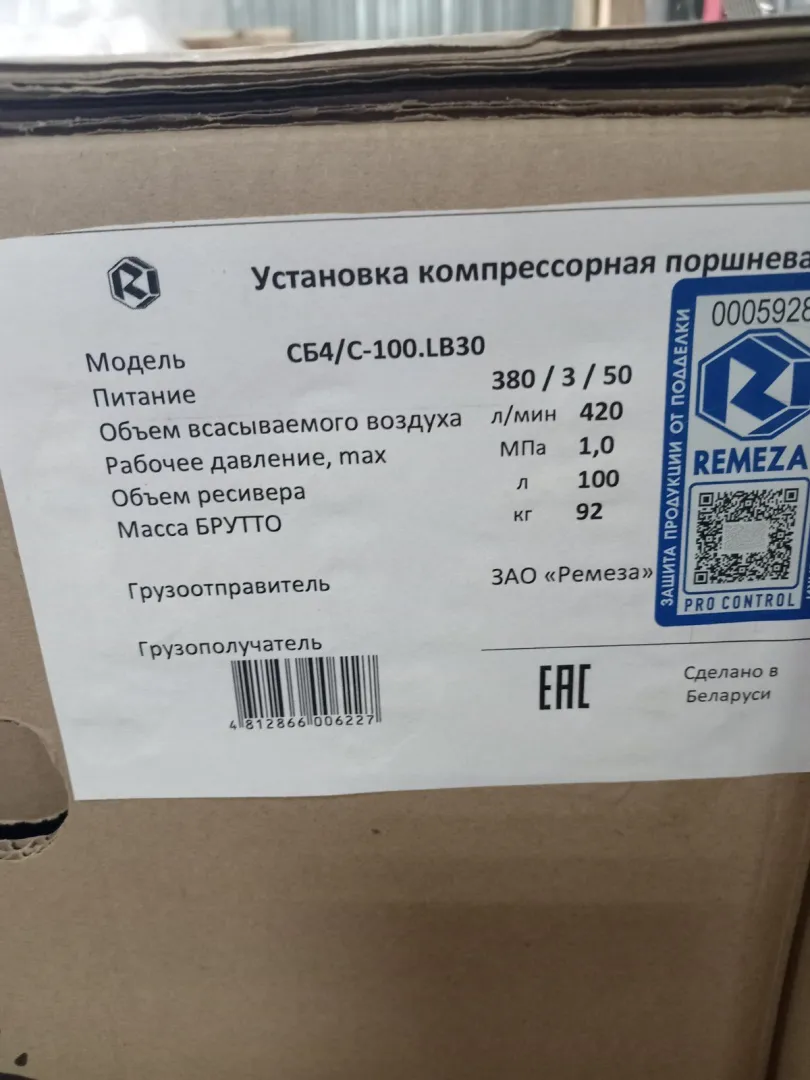 Установка компрессорная поршнева
Модель СБ4/С-100.LB30
Питание 380 / 3 / 50
Объем всасываемого воздуха л/мин 420
Рабочее давление, max МПа 1,0
Объем ресивера л 100
Масса БРУТТО кг 92
Грузоотправитель ЗАО «Ремеза»
Грузополучатель
4 812866 006227
EAC
Сделано в
Беларуси
0005928
ЗАЩИТА ПРОДУКЦИИ ОТ ПОДДЕЛКИ
REMEZA
PRO CONTROL